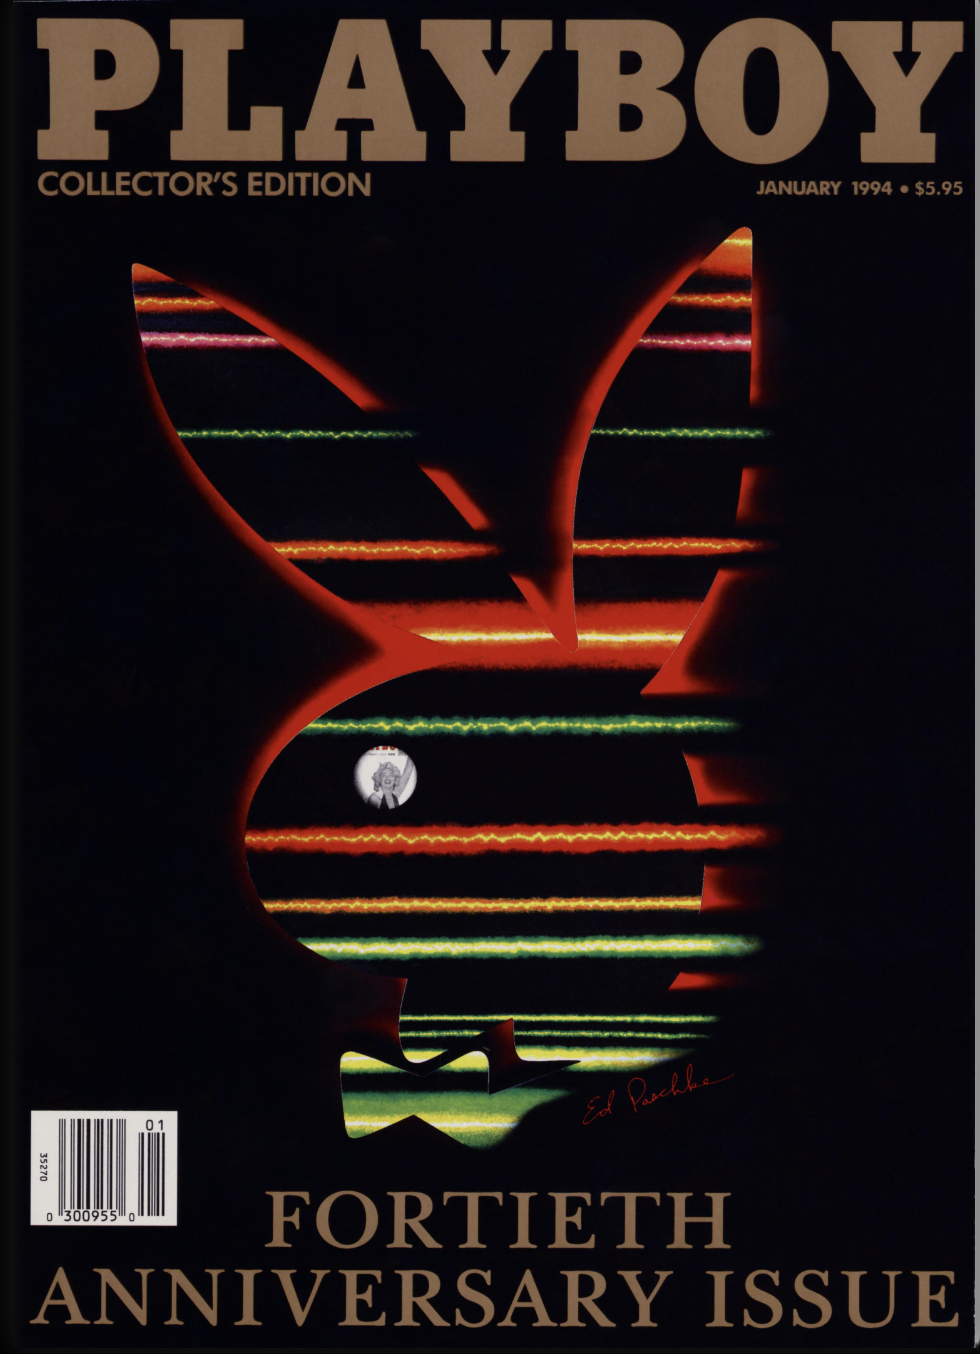 PLAYBOY
COLLECTOR'S EDITION
JANUARY 1994 • $5.95
Ed Paschke
35270
01
0 300955 0
FORTIETH
ANNIVERSARY ISSUE